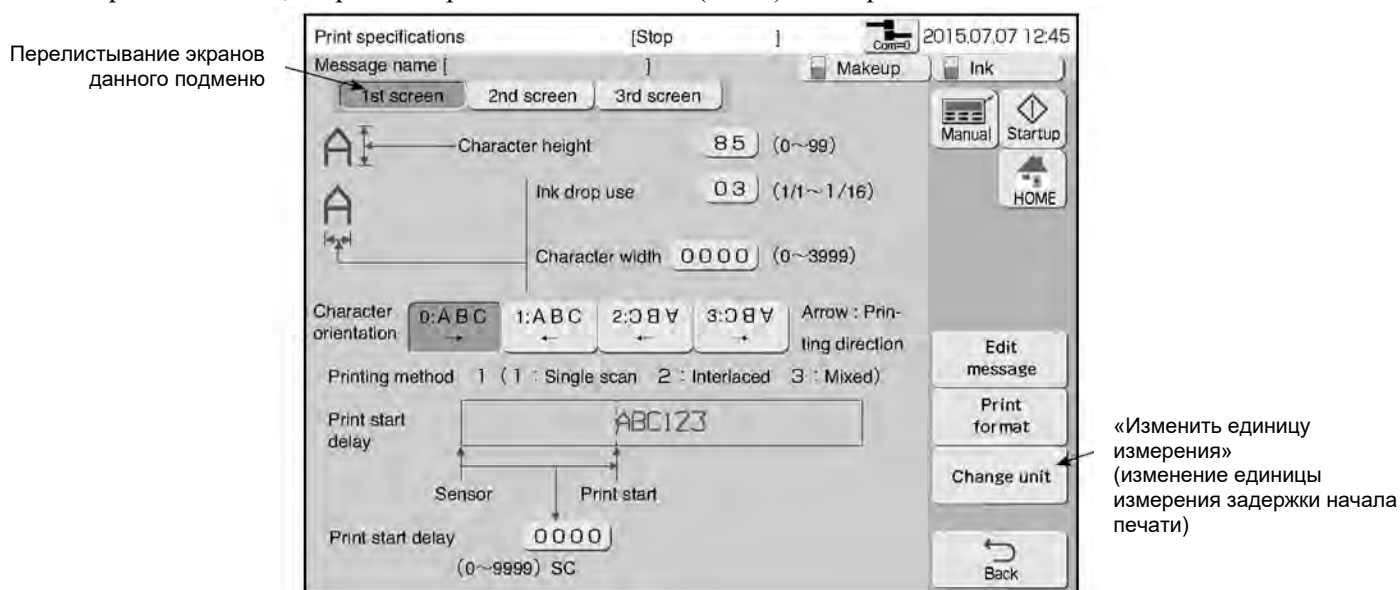 Print specifications [Stop ] Com=0 2015.07.07 12:45
Message name [ ] Makeup Ink
1st screen 2nd screen 3rd screen
Manual Startup
HOME
Character height 85 (0~99)
Ink drop use 03 (1/1~1/16)
Character width 0000 (0~3999)
Character
orientation
0:ABC → 1:ABC ← 2:ABC ← 3:ABC →
Arrow : Prin-
ting direction
Printing method 1 (1 : Single scan 2 : Interlaced 3 : Mixed)
Print start
delay
ABC123
Sensor Print start
Print start delay 0000
(0~9999) SC
Edit
message
Print
format
Change unit
Back
Перелистывание экранов
данного подменю
«Изменить единицу
измерения»
(изменение единицы
измерения задержки начала
печати)